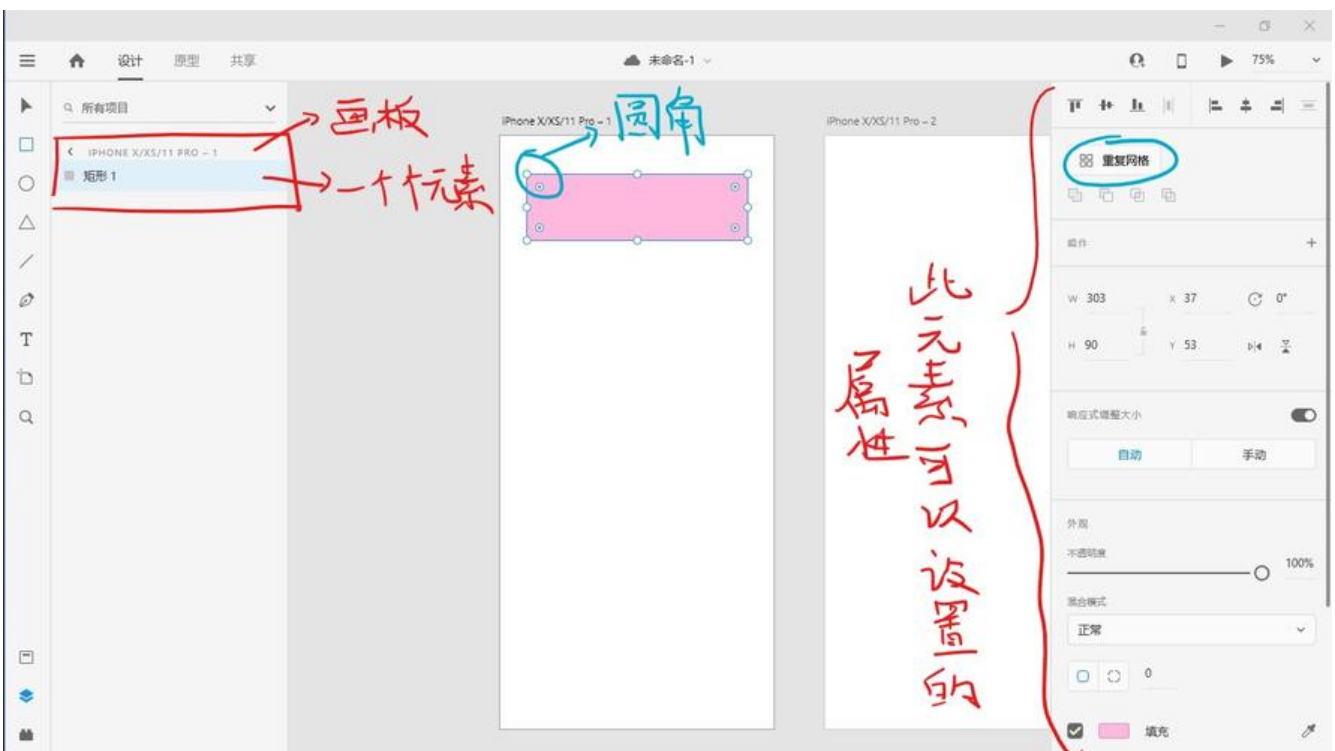 设计 原型 共享
未命名-1
75%
所有项目
画板
圆角
IPHONE X/XS/11 PRO – 1
矩形 1
一个个元素
iPhone X/XS/11 Pro – 1
iPhone X/XS/11 Pro – 2
此元素可以设置的
属性
重复网格
组件
W 303 X 37 0°
H 90 Y 53
响应式调整大小
自动 手动
外观
不透明度
100%
混合模式
正常
0
填充